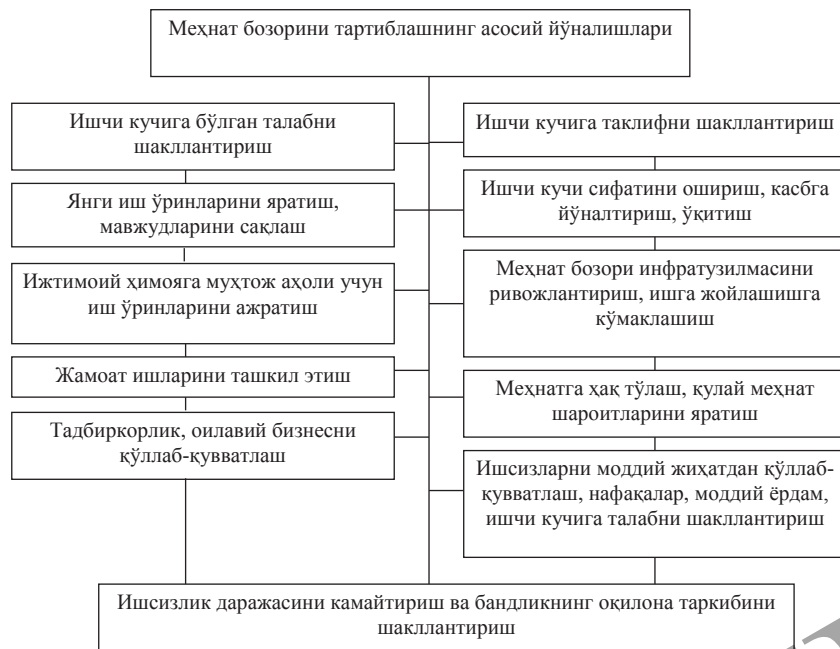 Меҳнат бозорини тартиблашнинг асосий йўналишлари
Ишчи кучига бўлган талабни
шакллантириш
Янги иш ўринларини яратиш,
мавжудларини сақлаш
Ижтимоий ҳимояга муҳтож аҳоли учун
иш ўринларини ажратиш
Жамоат ишларини ташкил этиш
Тадбиркорлик, оилавий бизнесни
қўллаб-қувватлаш
Ишчи кучига таклифни шакллантириш
Ишчи кучи сифатини ошириш, касбга
йўналтириш, ўқитиш
Меҳнат бозори инфратузилмасини
ривожлантириш, ишга жойлашишга
кўмаклашиш
Меҳнатга ҳақ тўлаш, қулай меҳнат
шароитларини яратиш
Ишсизларни моддий жиҳатдан қўллаб-
қувватлаш, нафақалар, моддий ёрдам,
ишчи кучига талабни шакллантириш
Ишсизлик даражасини камайтириш ва бандликнинг оқилона таркибини
шакллантириш